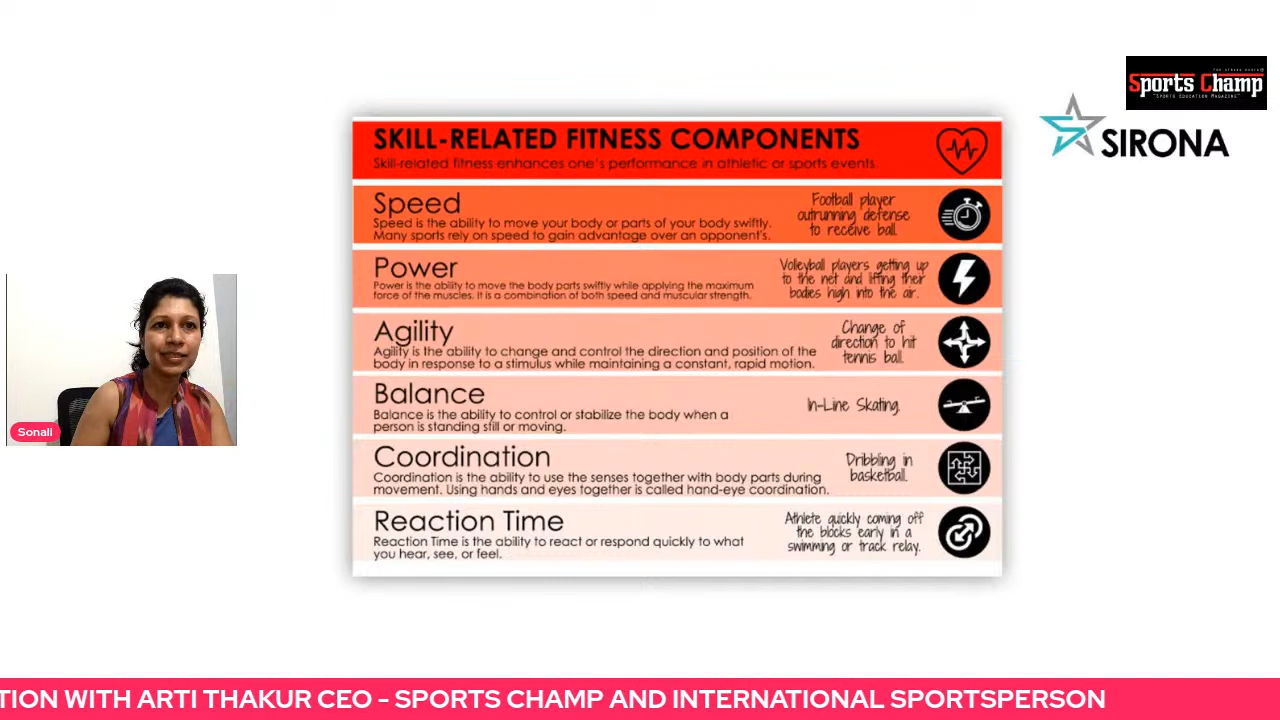 THE SPEAK PANELS
Sports Champ
"SPORTS EDUCATION MAGAZINE"
SIRONA
SKILL-RELATED FITNESS COMPONENTS
Skill-related fitness enhances one's performance in athletic or sports events.
Speed
Speed is the ability to move your body or parts of your body swiftly.
Many sports rely on speed to gain advantage over an opponent's.
Football player
outrunning defense
to receive ball.
Power
Power is the ability to move the body parts swiftly while applying the maximum
force of the muscles. It is a combination of both speed and muscular strength.
Volleyball players getting up
to the net and lifting their
bodies high into the air.
Agility
Agility is the ability to change and control the direction and position of the
body in response to a stimulus while maintaining a constant, rapid motion.
Change of
direction to hit
tennis ball.
Balance
Balance is the ability to control or stabilize the body when a
person is standing still or moving.
In-Line Skating.
Coordination
Coordination is the ability to use the senses together with body parts during
movement. Using hands and eyes together is called hand-eye coordination.
Dribbling in
basketball.
Reaction Time
Reaction Time is the ability to react or respond quickly to what
you hear, see, or feel.
Athlete quickly coming off
the blocks early in a
swimming or track relay.
Sonali
TION WITH ARTI THAKUR CEO - SPORTS CHAMP AND INTERNATIONAL SPORTSPERSON